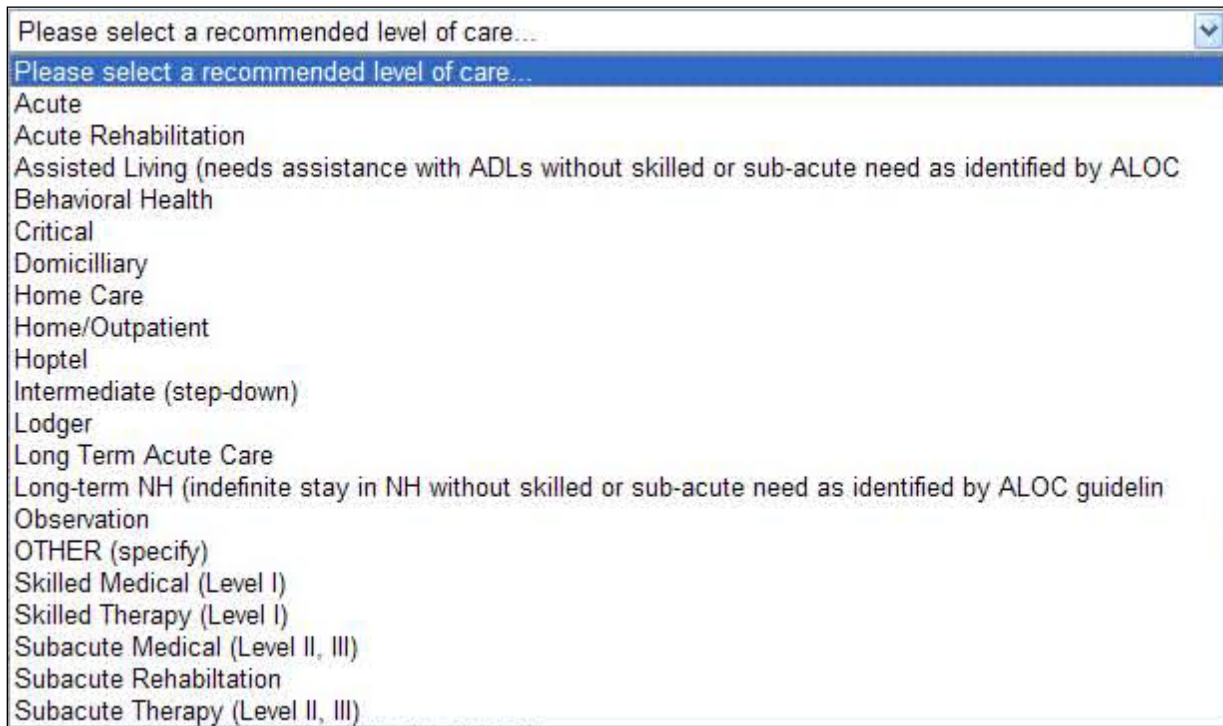 Please select a recommended level of care...
Please select a recommended level of care...
Acute
Acute Rehabilitation
Assisted Living (needs assistance with ADLs without skilled or sub-acute need as identified by ALOC
Behavioral Health
Critical
Domicilliary
Home Care
Home/Outpatient
Hoptel
Intermediate (step-down)
Lodger
Long Term Acute Care
Long-term NH (indefinite stay in NH without skilled or sub-acute need as identified by ALOC guidelin
Observation
OTHER (specify)
Skilled Medical (Level I)
Skilled Therapy (Level I)
Subacute Medical (Level II, III)
Subacute Rehabiltation
Subacute Therapy (Level II, III)